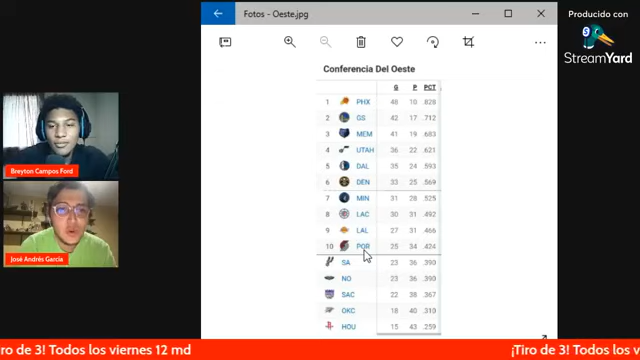 Fotos - Oeste.jpg
Producido con
StreamYard
Conferencia Del Oeste
G P PCT
1 PHX 48 10 .828
2 GS 42 17 .712
3 MEM 41 19 .683
4 UTAH 36 22 .621
5 DAL 35 24 .593
6 DEN 33 25 .569
7 MIN 31 28 .525
8 LAC 30 31 .492
9 LAL 27 31 .466
10 POR 25 34 .424
SA 23 36 .390
NO 23 36 .390
SAC 22 38 .367
OKC 18 40 .310
HOU 15 43 .259
Breyton Campos Ford
José Andrés García
Tiro de 3! Todos los viernes 12 md
¡Tiro de 3! Todos los v